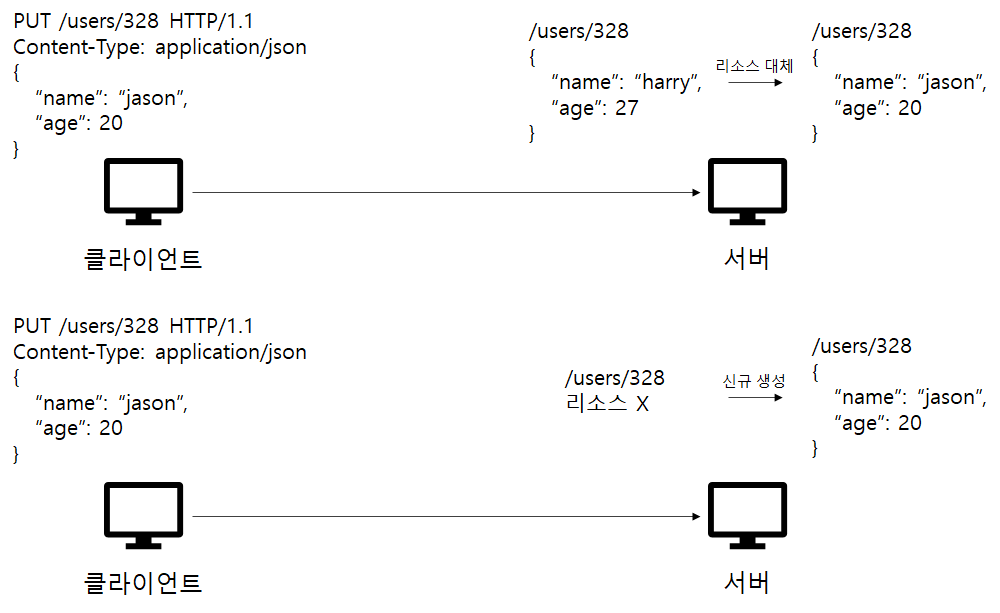 PUT /users/328 HTTP/1.1
Content-Type: application/json
{
“name”: “jason”,
“age”: 20
}
/users/328
{
“name”: “harry”,
“age”: 27
}
리소스 대체
/users/328
{
“name”: “jason”,
“age”: 20
}
클라이언트
서버
PUT /users/328 HTTP/1.1
Content-Type: application/json
{
“name”: “jason”,
“age”: 20
}
/users/328
리소스 X
신규 생성
/users/328
{
“name”: “jason”,
“age”: 20
}
클라이언트
서버